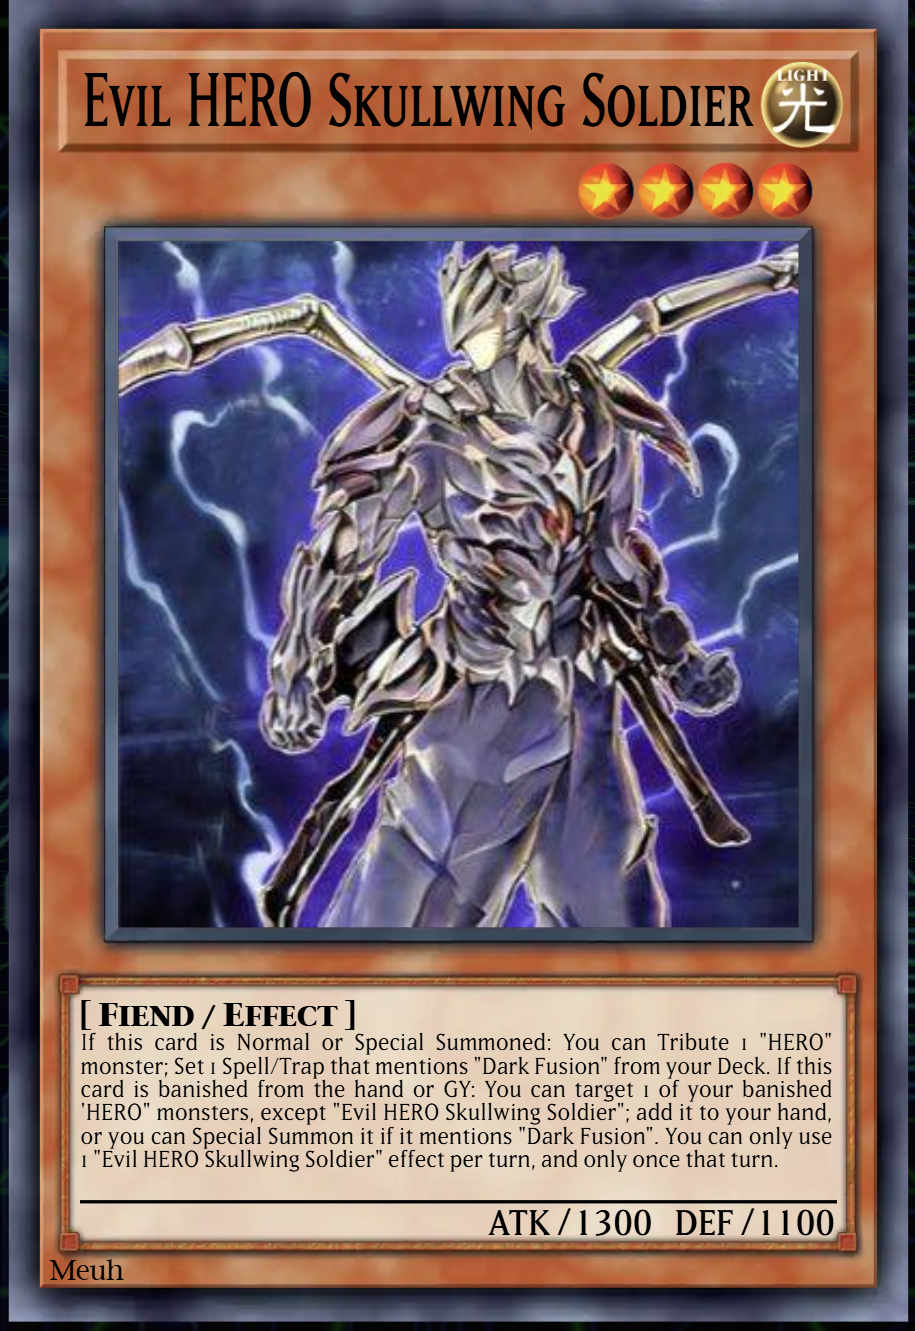 Evil HERO Skullwing Soldier
LIGHT
光
[ Fiend / Effect ]
If this card is Normal or Special Summoned: You can Tribute 1 "HERO"
monster; Set 1 Spell/Trap that mentions "Dark Fusion" from your Deck. If this
card is banished from the hand or GY: You can target 1 of your banished
'HERO" monsters, except "Evil HERO Skullwing Soldier"; add it to your hand,
or you can Special Summon it if it mentions "Dark Fusion". You can only use
1 "Evil HERO Skullwing Soldier" effect per turn, and only once that turn.
ATK/1300 DEF/1100
Meuh